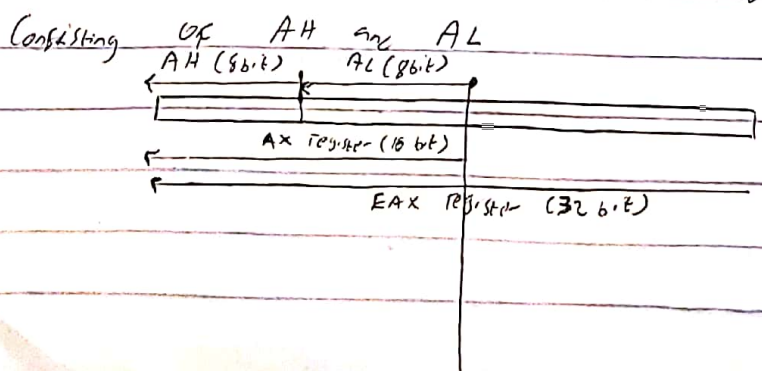 Consisting of AH and AL
AH (8bit) AL (8bit)
AX register (16 bit)
EAX register (32 bit)